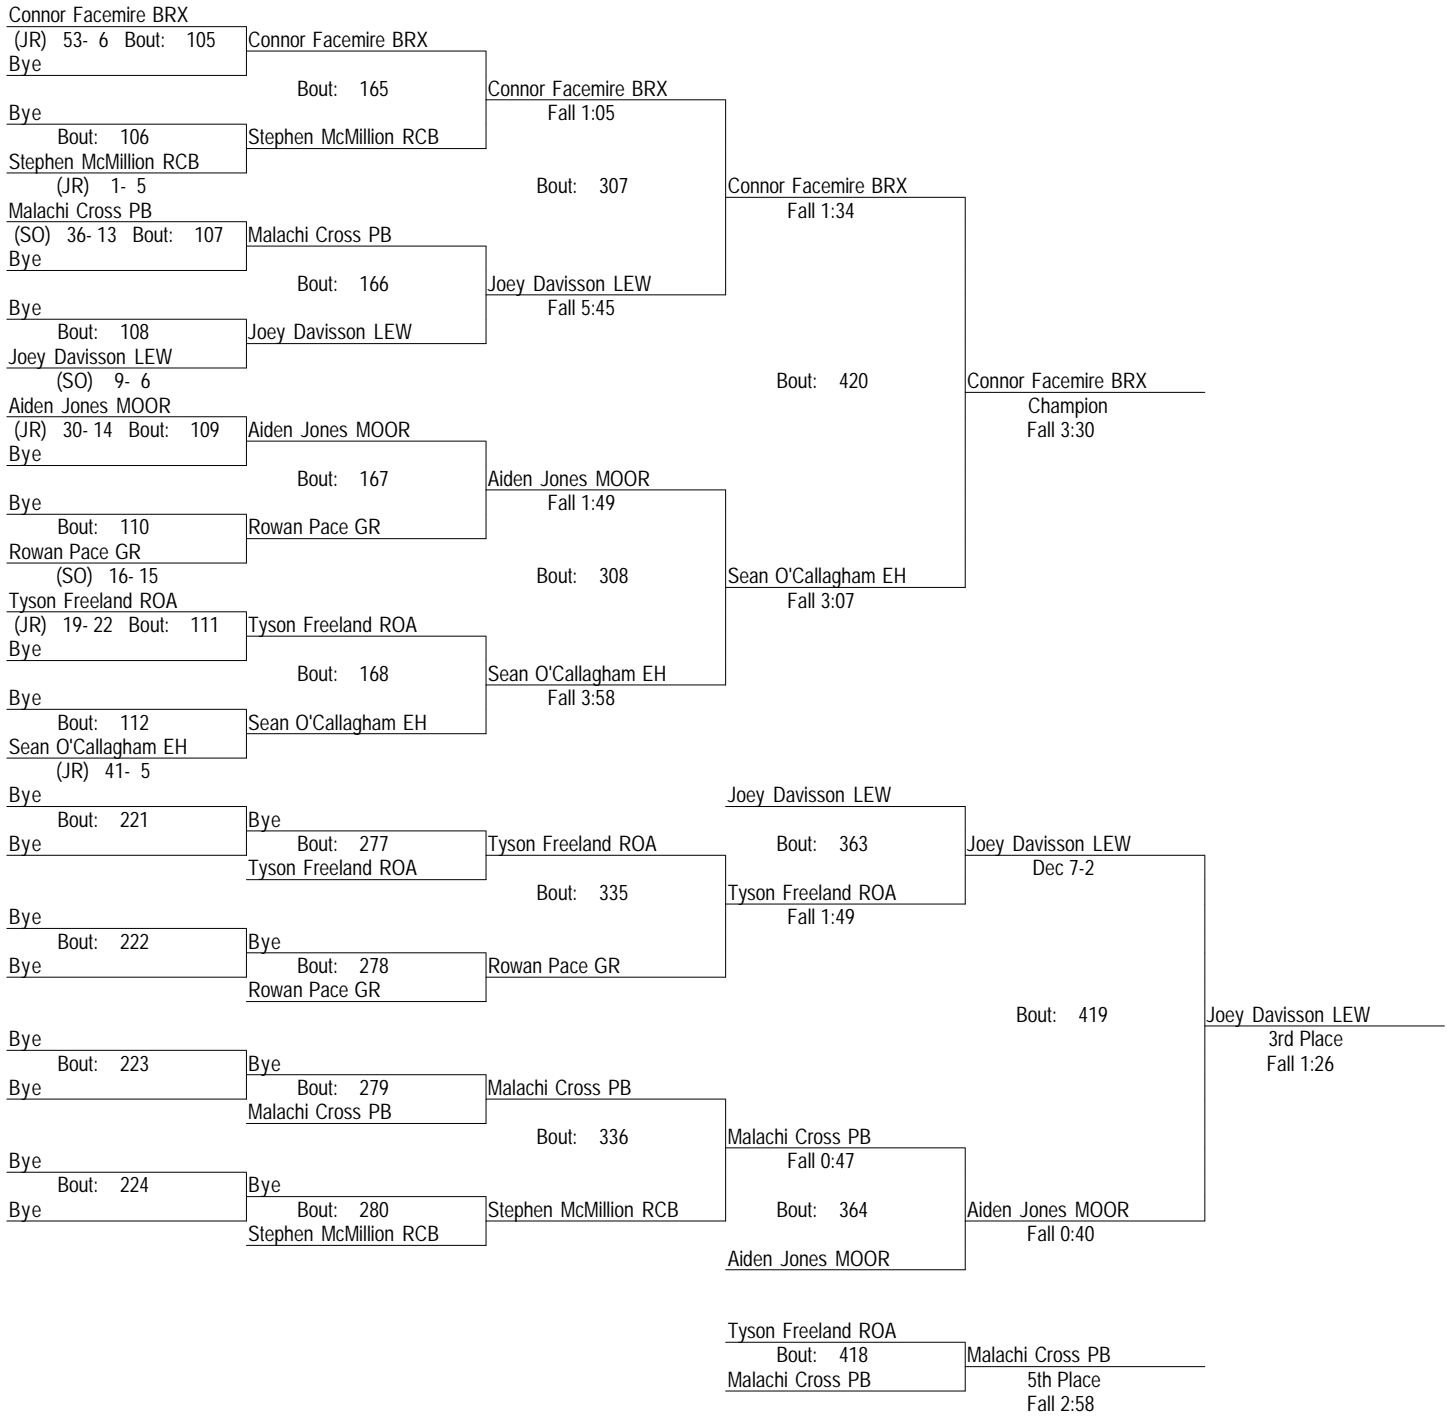 Connor Facemire BRX
(JR) 53- 6 Bout: 105 Connor Facemire BRX
Bye
Bout: 165 Connor Facemire BRX
Bye Fall 1:05
Bout: 106 Stephen McMillion RCB
Stephen McMillion RCB
(JR) 1- 5 Bout: 307 Connor Facemire BRX
Malachi Cross PB Fall 1:34
(SO) 36- 13 Bout: 107 Malachi Cross PB
Bye
Bout: 166 Joey Davisson LEW
Bye Fall 5:45
Bout: 108 Joey Davisson LEW
Joey Davisson LEW
(SO) 9- 6 Bout: 420 Connor Facemire BRX
Aiden Jones MOOR Champion
(JR) 30- 14 Bout: 109 Aiden Jones MOOR Fall 3:30
Bye
Bout: 167 Aiden Jones MOOR
Bye Fall 1:49
Bout: 110 Rowan Pace GR
Rowan Pace GR
(SO) 16- 15 Bout: 308 Sean O'Callagham EH
Tyson Freeland ROA Fall 3:07
(JR) 19- 22 Bout: 111 Tyson Freeland ROA
Bye
Bout: 168 Sean O'Callagham EH
Bye Fall 3:58
Bout: 112 Sean O'Callagham EH
Sean O'Callagham EH
(JR) 41- 5
Bye Joey Davisson LEW
Bout: 221 Bye
Bye Bout: 277 Tyson Freeland ROA Bout: 363 Joey Davisson LEW
Tyson Freeland ROA Dec 7-2
Bout: 335 Tyson Freeland ROA
Bye Fall 1:49
Bout: 222 Bye
Bye Bout: 278 Rowan Pace GR
Rowan Pace GR
Bout: 419 Joey Davisson LEW
Bye 3rd Place
Bout: 223 Bye Fall 1:26
Bye Bout: 279 Malachi Cross PB
Malachi Cross PB
Bout: 336 Malachi Cross PB
Bye Fall 0:47
Bout: 224 Bye
Bye Bout: 280 Stephen McMillion RCB Bout: 364 Aiden Jones MOOR
Stephen McMillion RCB Fall 0:40
Aiden Jones MOOR
Tyson Freeland ROA
Bout: 418 Malachi Cross PB
Malachi Cross PB 5th Place
Fall 2:58